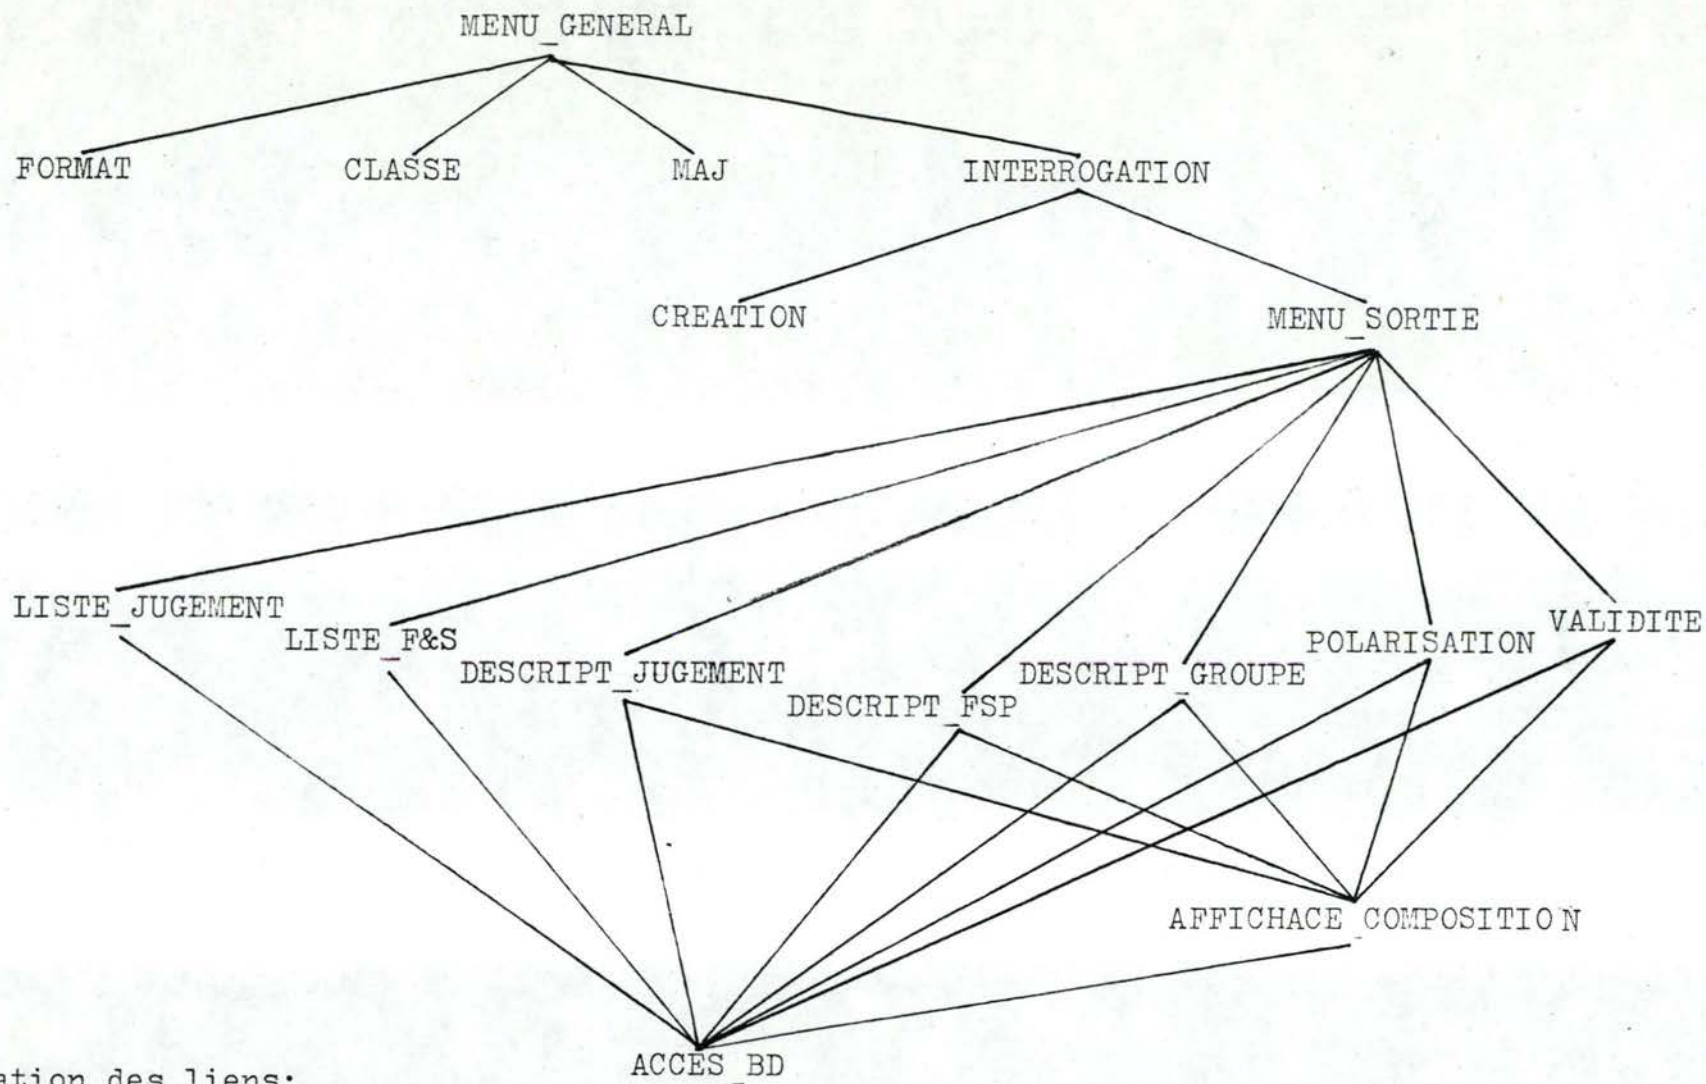 MENU_GENERAL
FORMAT CLASSE MAJ INTERROGATION
CREATION MENU_SORTIE
LISTE_JUGEMENT
LISTE_F&S
DESCRIPT_JUGEMENT
DESCRIPT_FSP
DESCRIPT_GROUPE
POLARISATION
VALIDITE
AFFICHACE_COMPOSITION
ACCES_BD
ation des liens: